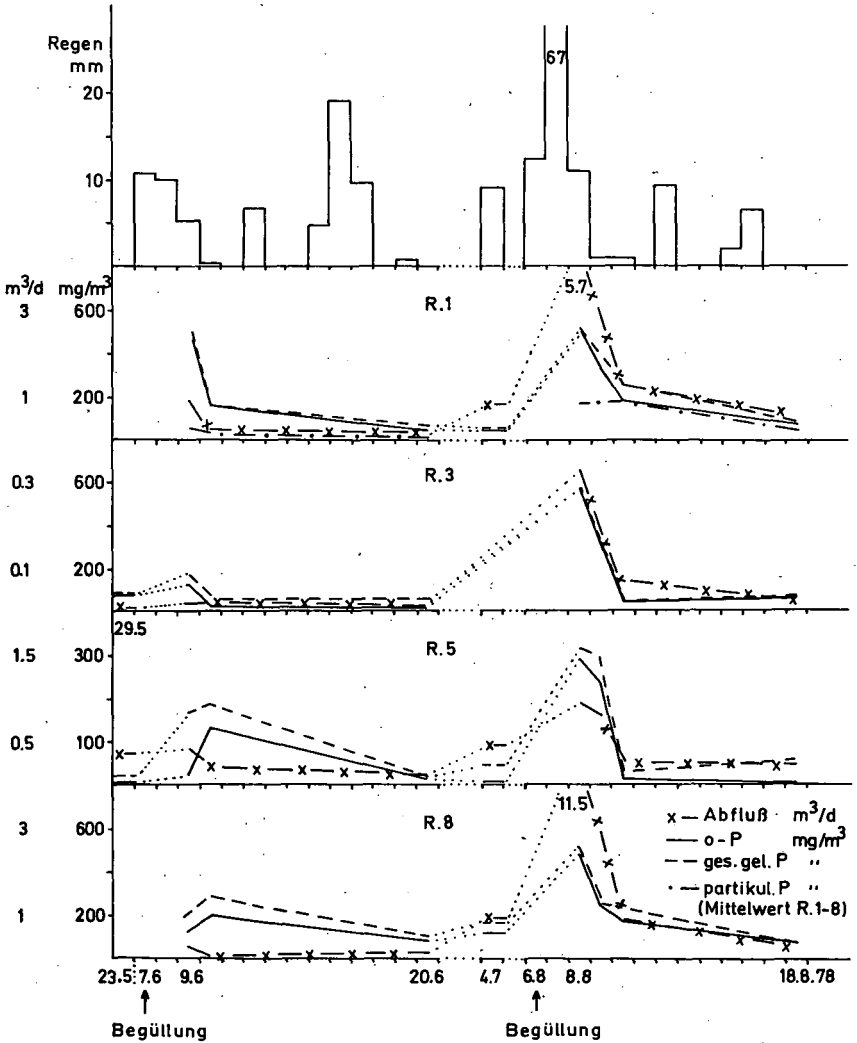 Regen
mm
67
20
10
m³/d mg/m³
R.1
5.7
3 600
1 200
R.3
0.3 600
0.1 200
29.5
R.5
1.5 300
0.5 100
R.8
11.5
3 600
1 200
x — Abfluß m³/d
— o-P mg/m³
-- ges.gel. P "
·— partikul. P "
(Mittelwert R.1-8)
23.5 7.6 9.6 20.6 4.7 6.8 8.8 18.8.78
Begüllung Begüllung